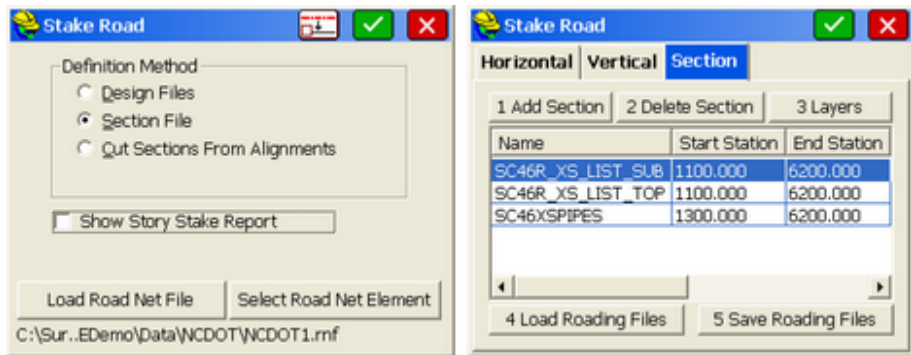 Stake Road
Definition Method
Design Files
Section File
Cut Sections From Alignments
Show Story Stake Report
Load Road Net File Select Road Net Element
C:\Sur..EDemo\Data\NCDOT\NCDOT1.rnf
Stake Road
Horizontal Vertical Section
1 Add Section 2 Delete Section 3 Layers
Name Start Station End Station
SC46R_XS_LIST_SUB 1100.000 6200.000
SC46R_XS_LIST_TOP 1100.000 6200.000
SC46XSPIPES 1300.000 6200.000
4 Load Roading Files 5 Save Roading Files